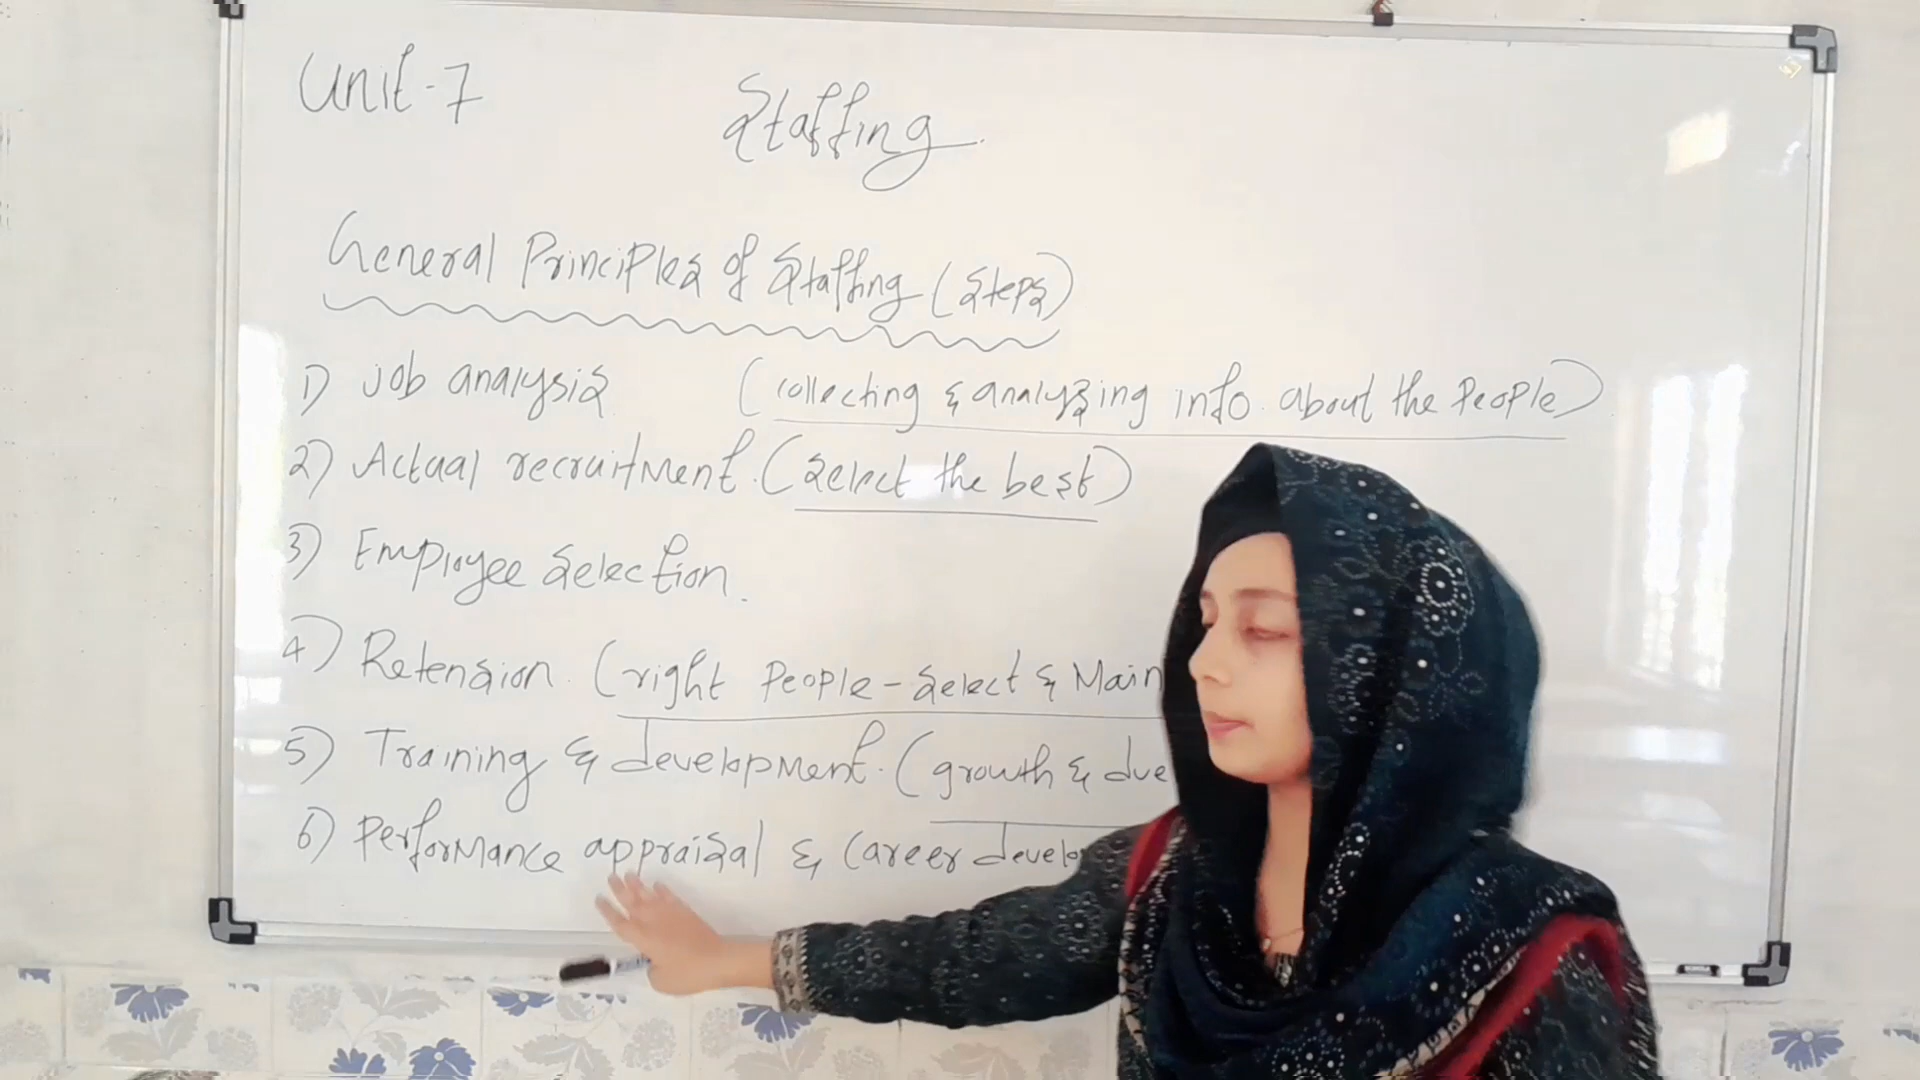 Unit-7
Staffing
General Principles of Staffing (Steps)
1) Job analysis (collecting & analyzing info about the People)
2) Actual recruitment. (select the best)
3) Employee Selection.
4) Retension. (right People - select & Main
5) Training & development. (growth & dve
6) Performance appraisal & Career develo